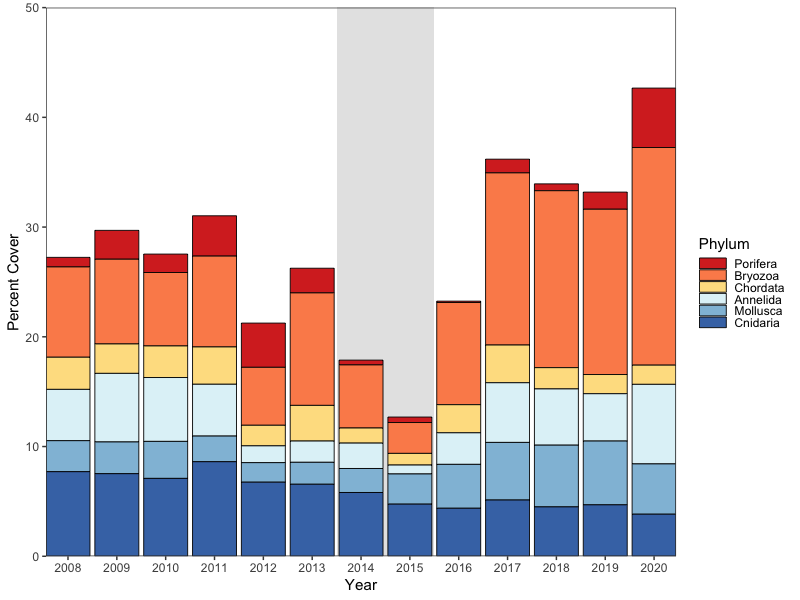 50
40
30
20
10
0
Percent Cover
2008 2009 2010 2011 2012 2013 2014 2015 2016 2017 2018 2019 2020
Year
Phylum
Porifera
Bryozoa
Chordata
Annelida
Mollusca
Cnidaria